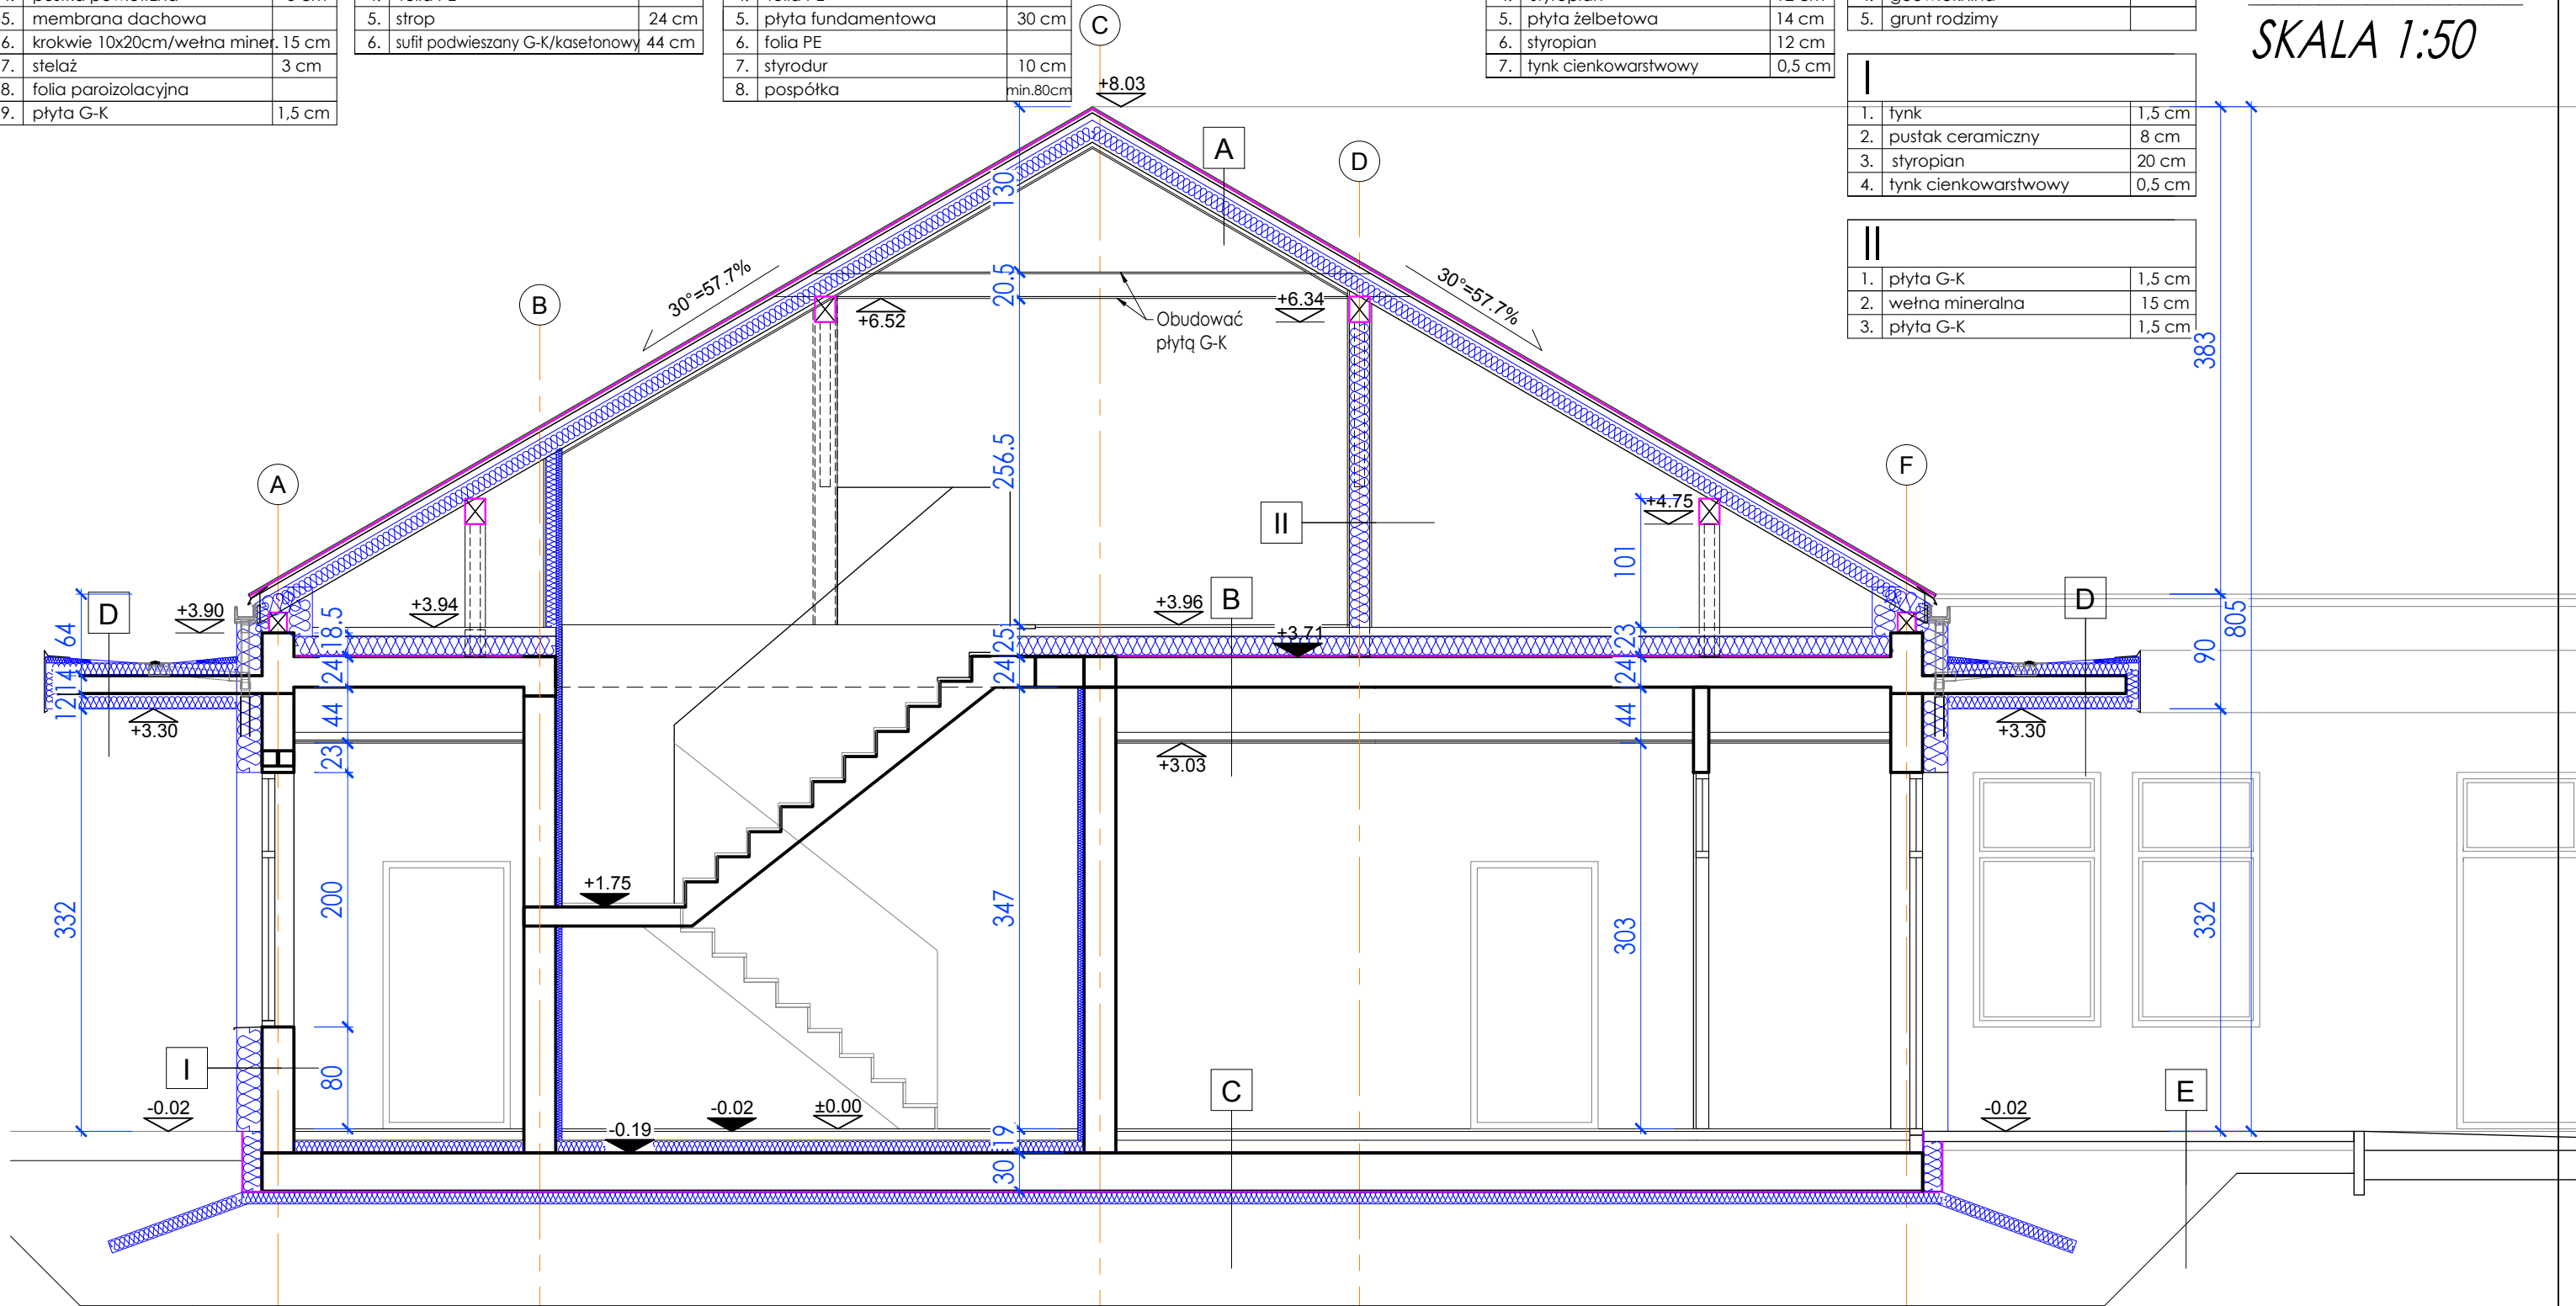 5. membrana dachowa
6. krokwie 10x20cm/wełna miner. 15 cm
7. stelaż 3 cm
8. folia paroizolacyjna
9. płyta G-K 1,5 cm
5. strop 24 cm
6. sufit podwieszany G-K/kasetonowy 44 cm
5. płyta fundamentowa 30 cm
6. folia PE
7. styrodur 10 cm
8. pospółka min.80cm
5. płyta żelbetowa 14 cm
6. styropian 12 cm
7. tynk cienkowarstwowy 0,5 cm
5. grunt rodzimy
SKALA 1:50
I
1. tynk 1,5 cm
2. pustak ceramiczny 8 cm
3. styropian 20 cm
4. tynk cienkowarstwowy 0,5 cm
II
1. płyta G-K 1,5 cm
2. wełna mineralna 15 cm
3. płyta G-K 1,5 cm
C
+8.03
A
D
130
30°=57.7%
20.5
+6.52
+6.34
30°=57.7%
Obudować
płytą G-K
B
383
256.5
A
F
II
+4.75
101
D
+3.90
+3.94
+3.96
B
D
64
18.5
25
+3.71
23
805
90
14
24
24
24
12
44
44
+3.30
+3.03
+3.30
23
+1.75
332
200
347
303
332
I
80
C
E
-0.02
-0.19
-0.02
±0.00
19
-0.02
30